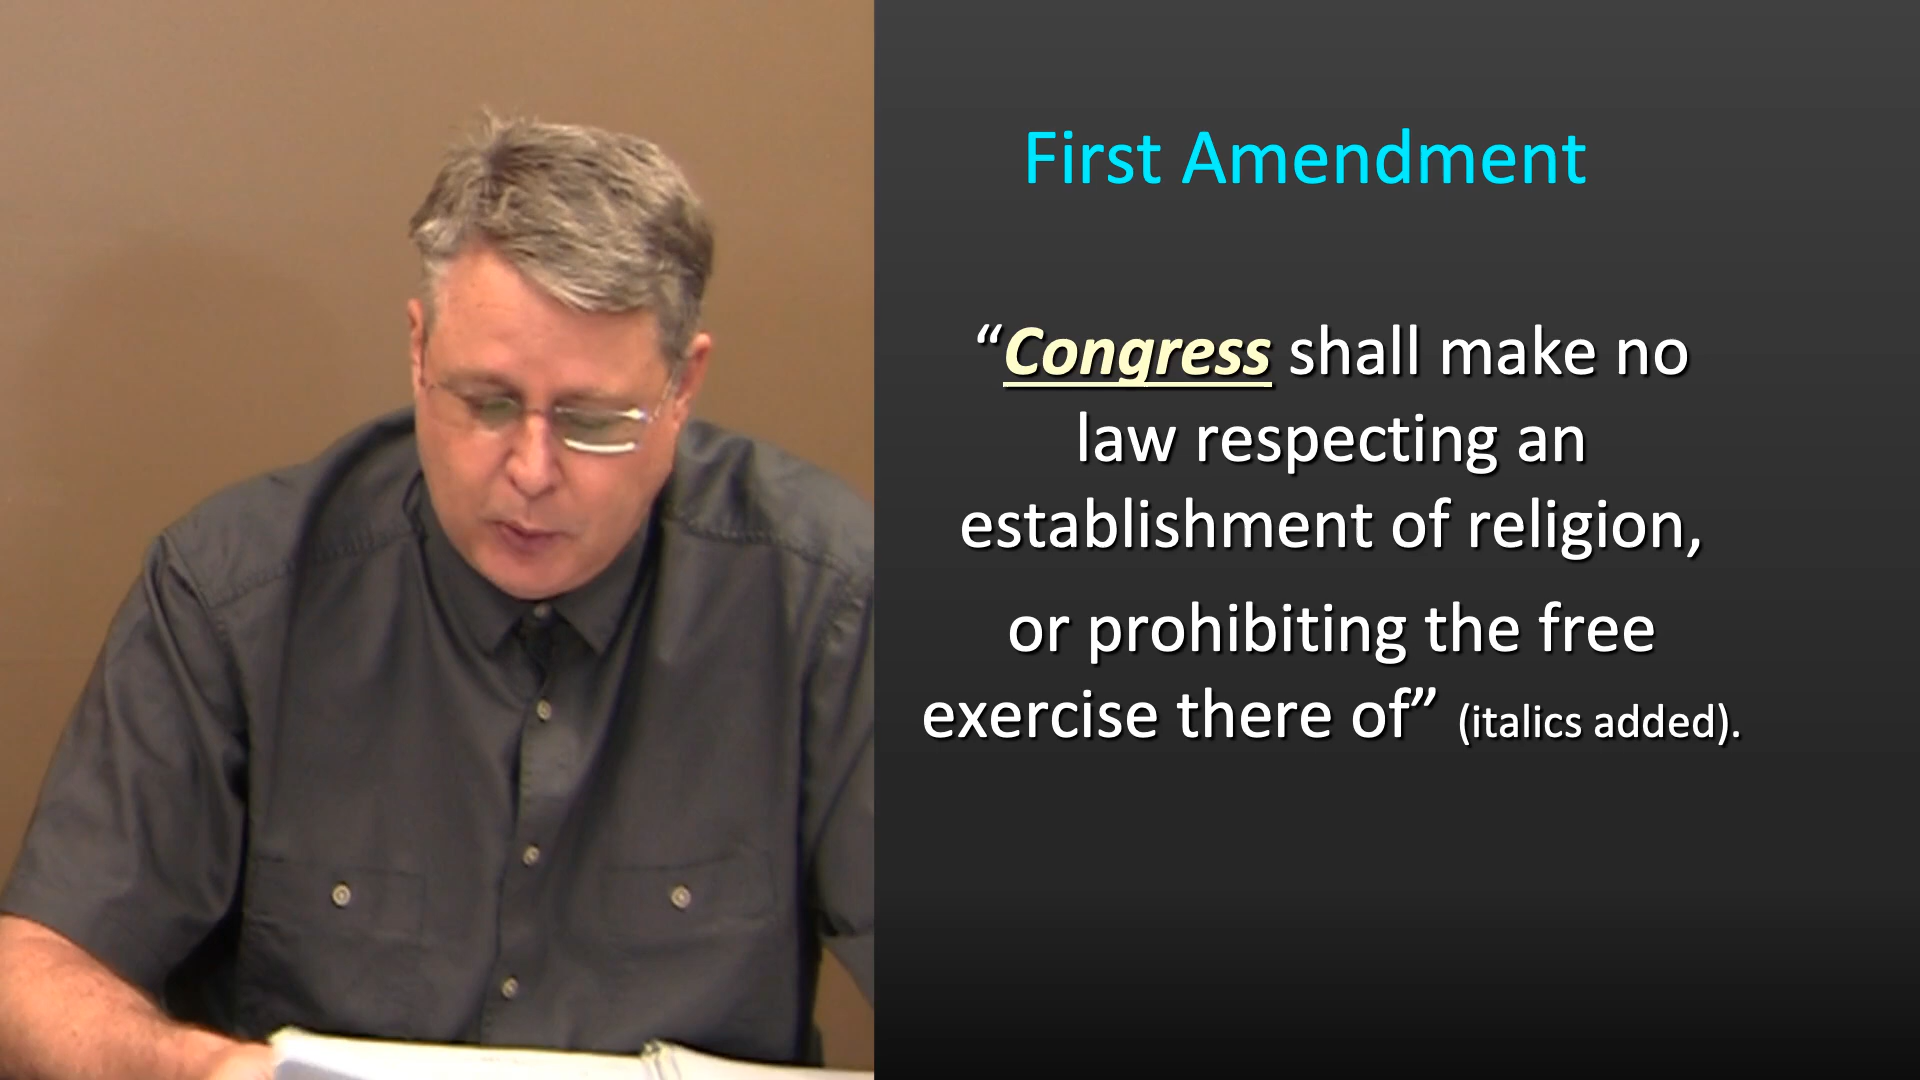 First Amendment
“Congress shall make no
law respecting an
establishment of religion,
or prohibiting the free
exercise there of” (italics added).